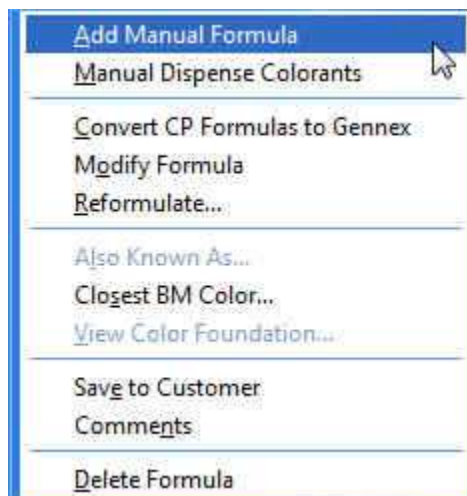 Add Manual Formula
Manual Dispense Colorants
Convert CP Formulas to Gennex
Modify Formula
Reformulate...
Also Known As...
Closest BM Color...
View Color Foundation...
Save to Customer
Comments
Delete Formula